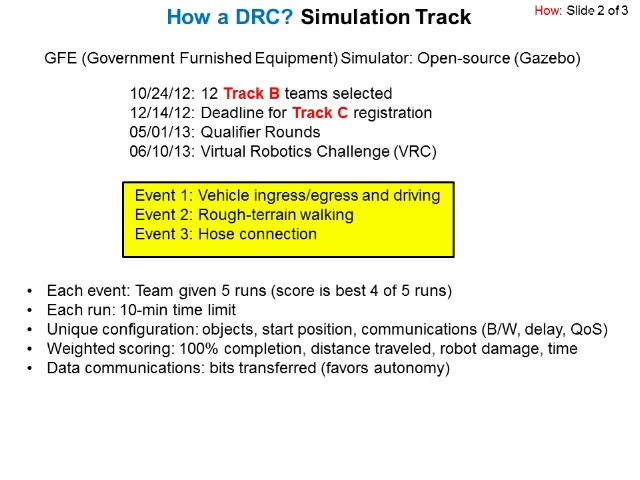 How a DRC? Simulation Track
How: Slide 2 of 3
GFE (Government Furnished Equipment) Simulator: Open-source (Gazebo)
10/24/12: 12 Track B teams selected
12/14/12: Deadline for Track C registration
05/01/13: Qualifier Rounds
06/10/13: Virtual Robotics Challenge (VRC)
Event 1: Vehicle ingress/egress and driving
Event 2: Rough-terrain walking
Event 3: Hose connection
• Each event: Team given 5 runs (score is best 4 of 5 runs)
• Each run: 10-min time limit
• Unique configuration: objects, start position, communications (B/W, delay, QoS)
• Weighted scoring: 100% completion, distance traveled, robot damage, time
• Data communications: bits transferred (favors autonomy)